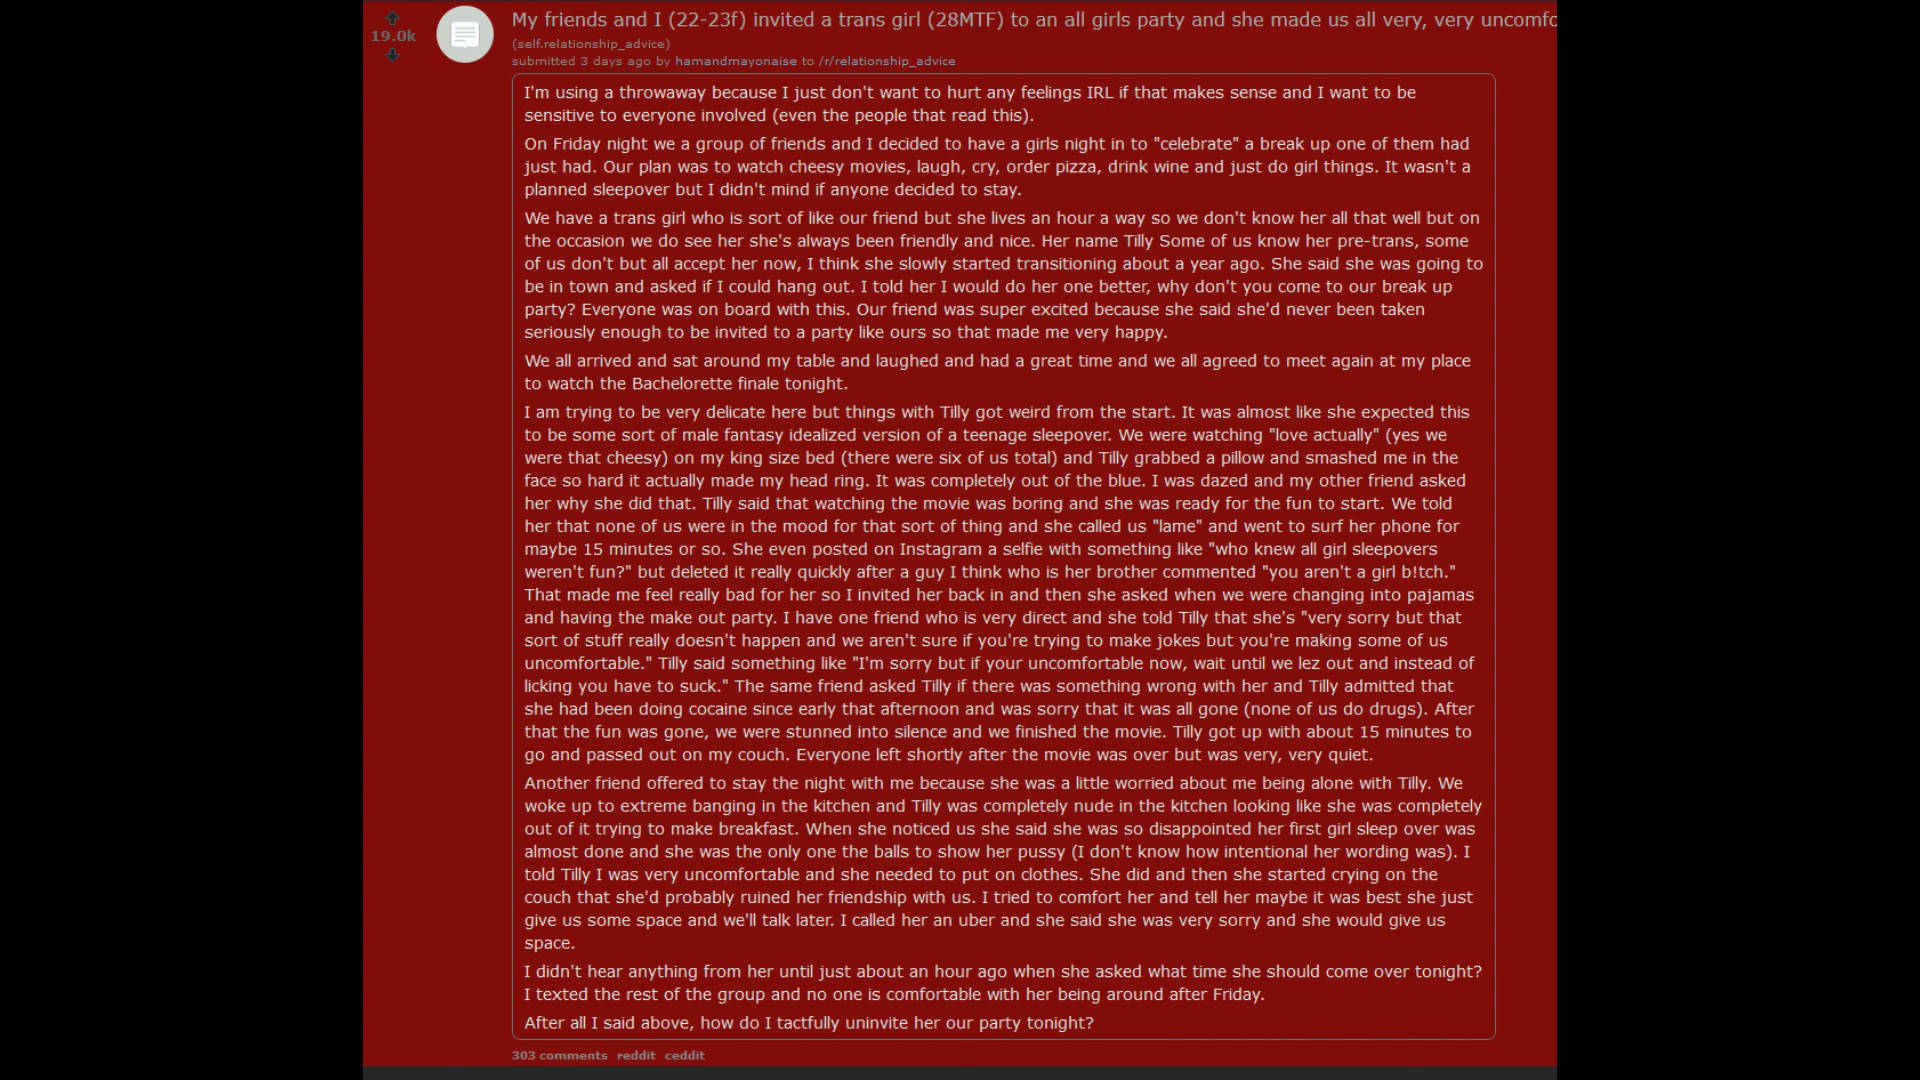 My friends and I (22-23f) invited a trans girl (28MTF) to an all girls party and she made us all very, very uncomfo
19.0k
(self.relationship_advice)
submitted 3 days ago by hamandmayonaise to /r/relationship_advice
I'm using a throwaway because I just don't want to hurt any feelings IRL if that makes sense and I want to be
sensitive to everyone involved (even the people that read this).
On Friday night we a group of friends and I decided to have a girls night in to "celebrate" a break up one of them had
just had. Our plan was to watch cheesy movies, laugh, cry, order pizza, drink wine and just do girl things. It wasn't a
planned sleepover but I didn't mind if anyone decided to stay.
We have a trans girl who is sort of like our friend but she lives an hour a way so we don't know her all that well but on
the occasion we do see her she's always been friendly and nice. Her name Tilly Some of us know her pre-trans, some
of us don't but all accept her now, I think she slowly started transitioning about a year ago. She said she was going to
be in town and asked if I could hang out. I told her I would do her one better, why don't you come to our break up
party? Everyone was on board with this. Our friend was super excited because she said she'd never been taken
seriously enough to be invited to a party like ours so that made me very happy.
We all arrived and sat around my table and laughed and had a great time and we all agreed to meet again at my place
to watch the Bachelorette finale tonight.
I am trying to be very delicate here but things with Tilly got weird from the start. It was almost like she expected this
to be some sort of male fantasy idealized version of a teenage sleepover. We were watching "love actually" (yes we
were that cheesy) on my king size bed (there were six of us total) and Tilly grabbed a pillow and smashed me in the
face so hard it actually made my head ring. It was completely out of the blue. I was dazed and my other friend asked
her why she did that. Tilly said that watching the movie was boring and she was ready for the fun to start. We told
her that none of us were in the mood for that sort of thing and she called us "lame" and went to surf her phone for
maybe 15 minutes or so. She even posted on Instagram a selfie with something like "who knew all girl sleepovers
weren't fun?" but deleted it really quickly after a guy I think who is her brother commented "you aren't a girl b!tch."
That made me feel really bad for her so I invited her back in and then she asked when we were changing into pajamas
and having the make out party. I have one friend who is very direct and she told Tilly that she's "very sorry but that
sort of stuff really doesn't happen and we aren't sure if you're trying to make jokes but you're making some of us
uncomfortable." Tilly said something like "I'm sorry but if your uncomfortable now, wait until we lez out and instead of
licking you have to suck." The same friend asked Tilly if there was something wrong with her and Tilly admitted that
she had been doing cocaine since early that afternoon and was sorry that it was all gone (none of us do drugs). After
that the fun was gone, we were stunned into silence and we finished the movie. Tilly got up with about 15 minutes to
go and passed out on my couch. Everyone left shortly after the movie was over but was very, very quiet.
Another friend offered to stay the night with me because she was a little worried about me being alone with Tilly. We
woke up to extreme banging in the kitchen and Tilly was completely nude in the kitchen looking like she was completely
out of it trying to make breakfast. When she noticed us she said she was so disappointed her first girl sleep over was
almost done and she was the only one the balls to show her pussy (I don't know how intentional her wording was). I
told Tilly I was very uncomfortable and she needed to put on clothes. She did and then she started crying on the
couch that she'd probably ruined her friendship with us. I tried to comfort her and tell her maybe it was best she just
give us some space and we'll talk later. I called her an uber and she said she was very sorry and she would give us
space.
I didn't hear anything from her until just about an hour ago when she asked what time she should come over tonight?
I texted the rest of the group and no one is comfortable with her being around after Friday.
After all I said above, how do I tactfully uninvite her our party tonight?
303 comments reddit ceddit